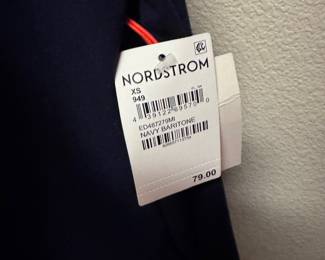 NORDSTROM
XS
949
ED487279MI
NAVY BARITONE
79.00